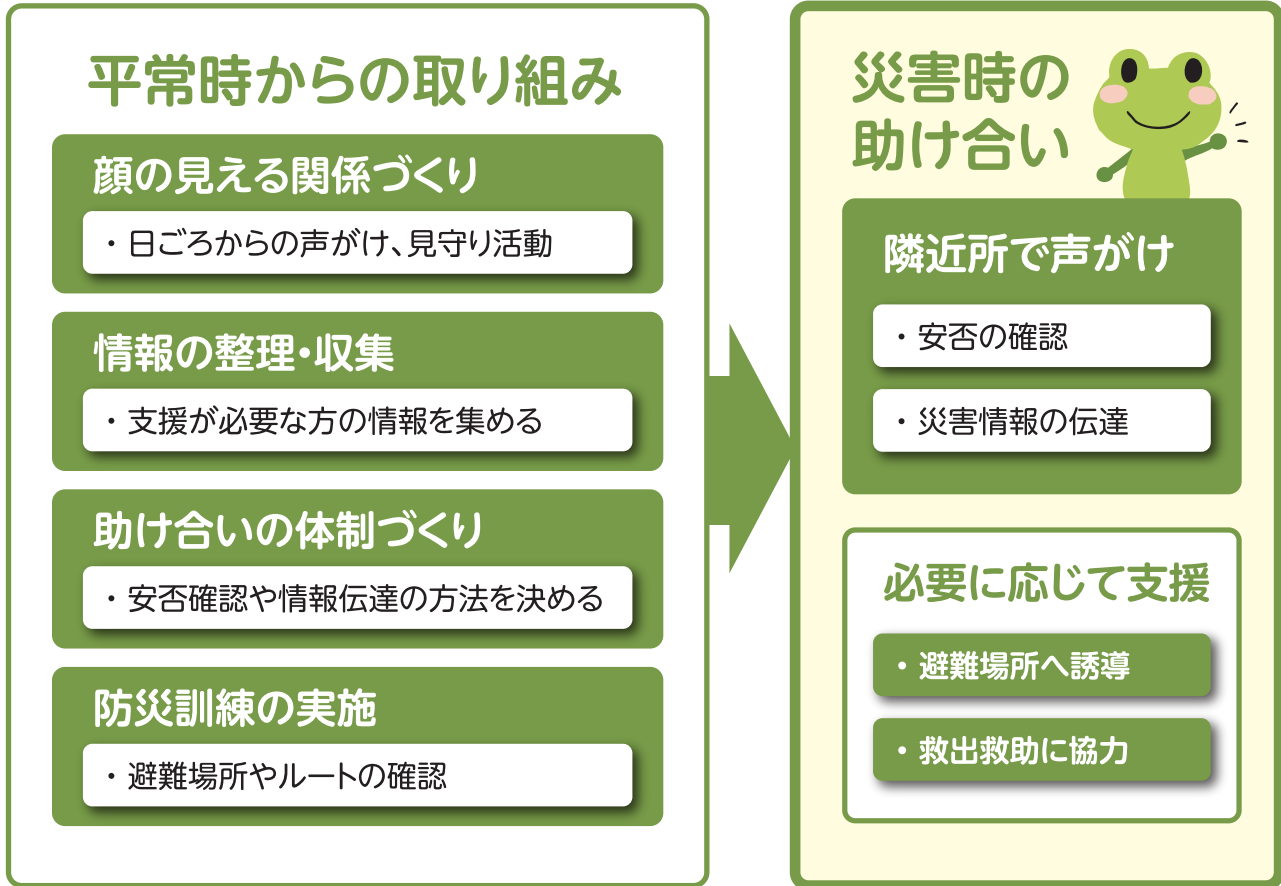 平常時からの取り組み
顔の見える関係づくり
・日ごろからの声がけ、見守り活動
情報の整理・収集
・支援が必要な方の情報を集める
助け合いの体制づくり
・安否確認や情報伝達の方法を決める
防災訓練の実施
・避難場所やルートの確認
災害時の
助け合い
隣近所で声がけ
・安否の確認
・災害情報の伝達
必要に応じて支援
・避難場所へ誘導
・救出救助に協力